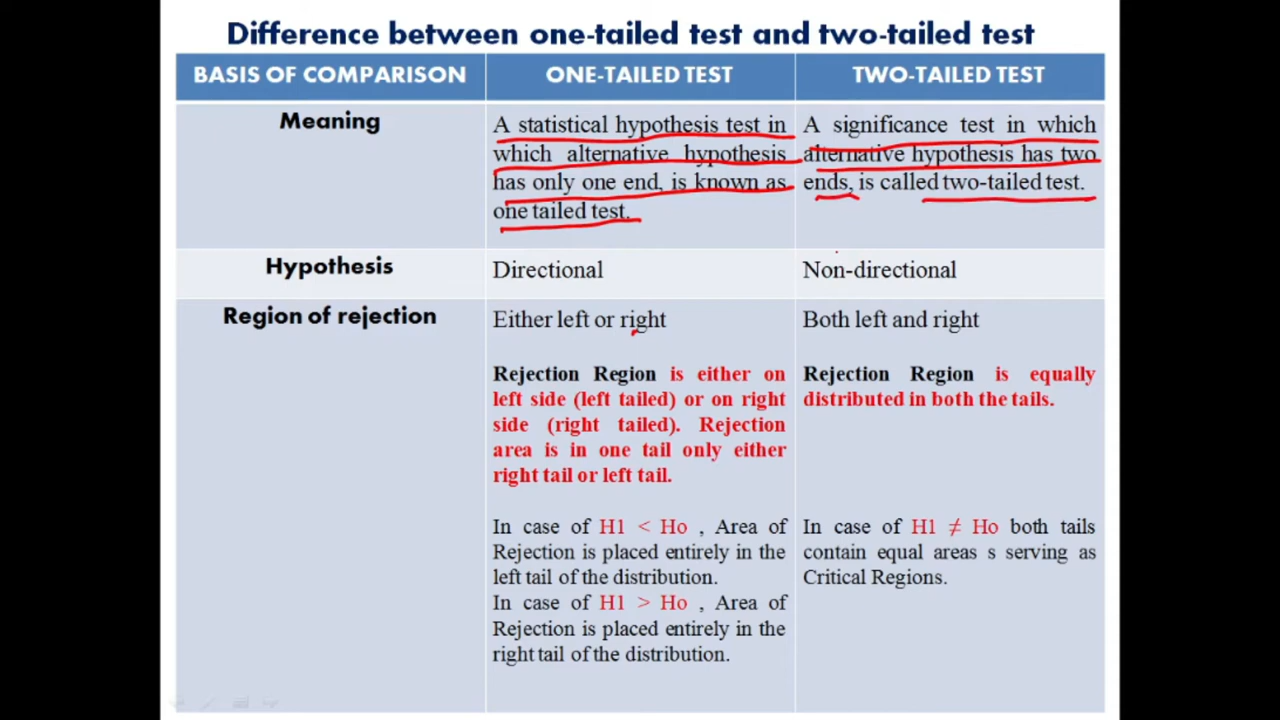 Difference between one-tailed test and two-tailed test
BASIS OF COMPARISON
ONE-TAILED TEST
TWO-TAILED TEST
Meaning
A statistical hypothesis test in
which alternative hypothesis
has only one end, is known as
one tailed test.
A significance test in which
alternative hypothesis has two
ends, is called two-tailed test.
Hypothesis
Directional
Non-directional
Region of rejection
Either left or right
Rejection Region is either on
left side (left tailed) or on right
side (right tailed). Rejection
area is in one tail only either
right tail or left tail.
In case of H1 < Ho , Area of
Rejection is placed entirely in the
left tail of the distribution.
In case of H1 > Ho , Area of
Rejection is placed entirely in the
right tail of the distribution.
Both left and right
Rejection Region is equally
distributed in both the tails.
In case of H1 ≠ Ho both tails
contain equal areas s serving as
Critical Regions.